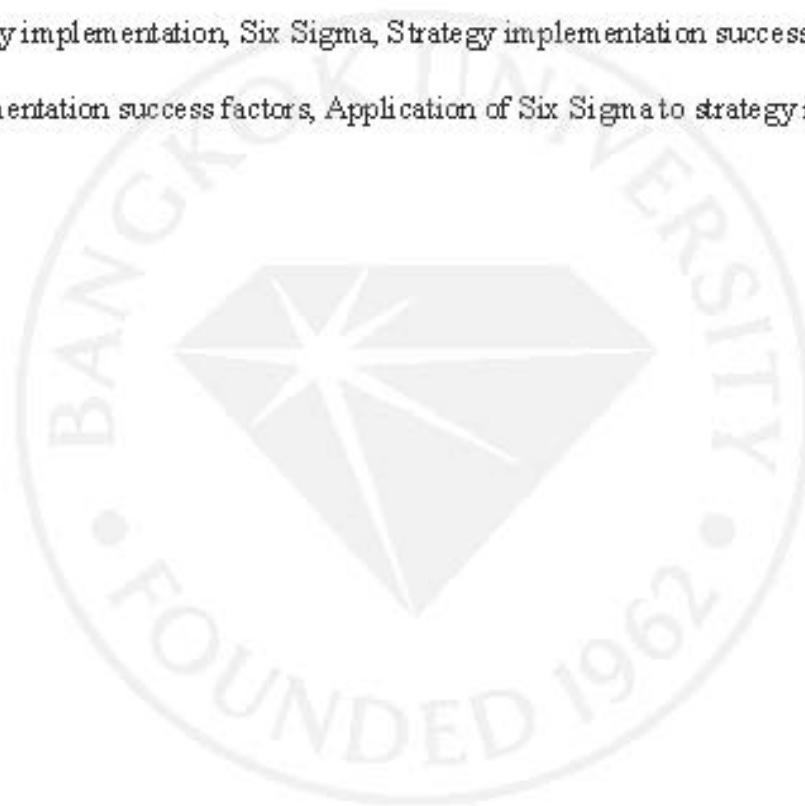 y implementation, Six Sigma, Strategy implementation success
entation success factors, Application of Six Sigma to strategy
BANGKOK UNIVERSITY
• FOUNDED 1962 •